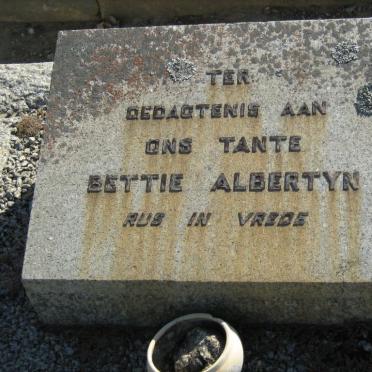 TER
GEDAGTENIS AAN
ONS TANTE
BETTIE ALBERTYN
RUS IN VREDE